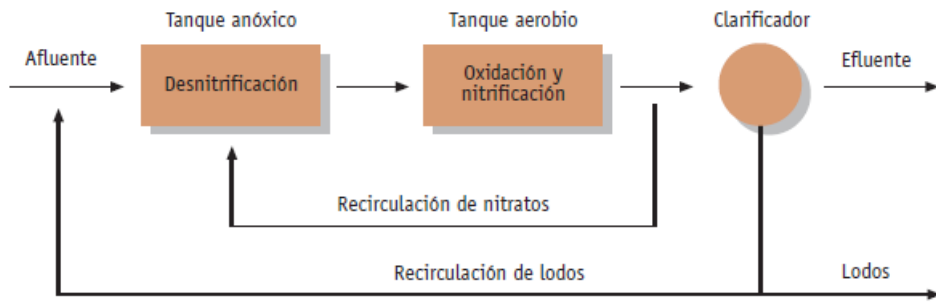 Tanque anóxico
Tanque aerobio
Clarificador
Afluente
Efluente
Desnitrificación
Oxidación y
nitrificación
Recirculación de nitratos
Recirculación de lodos
Lodos